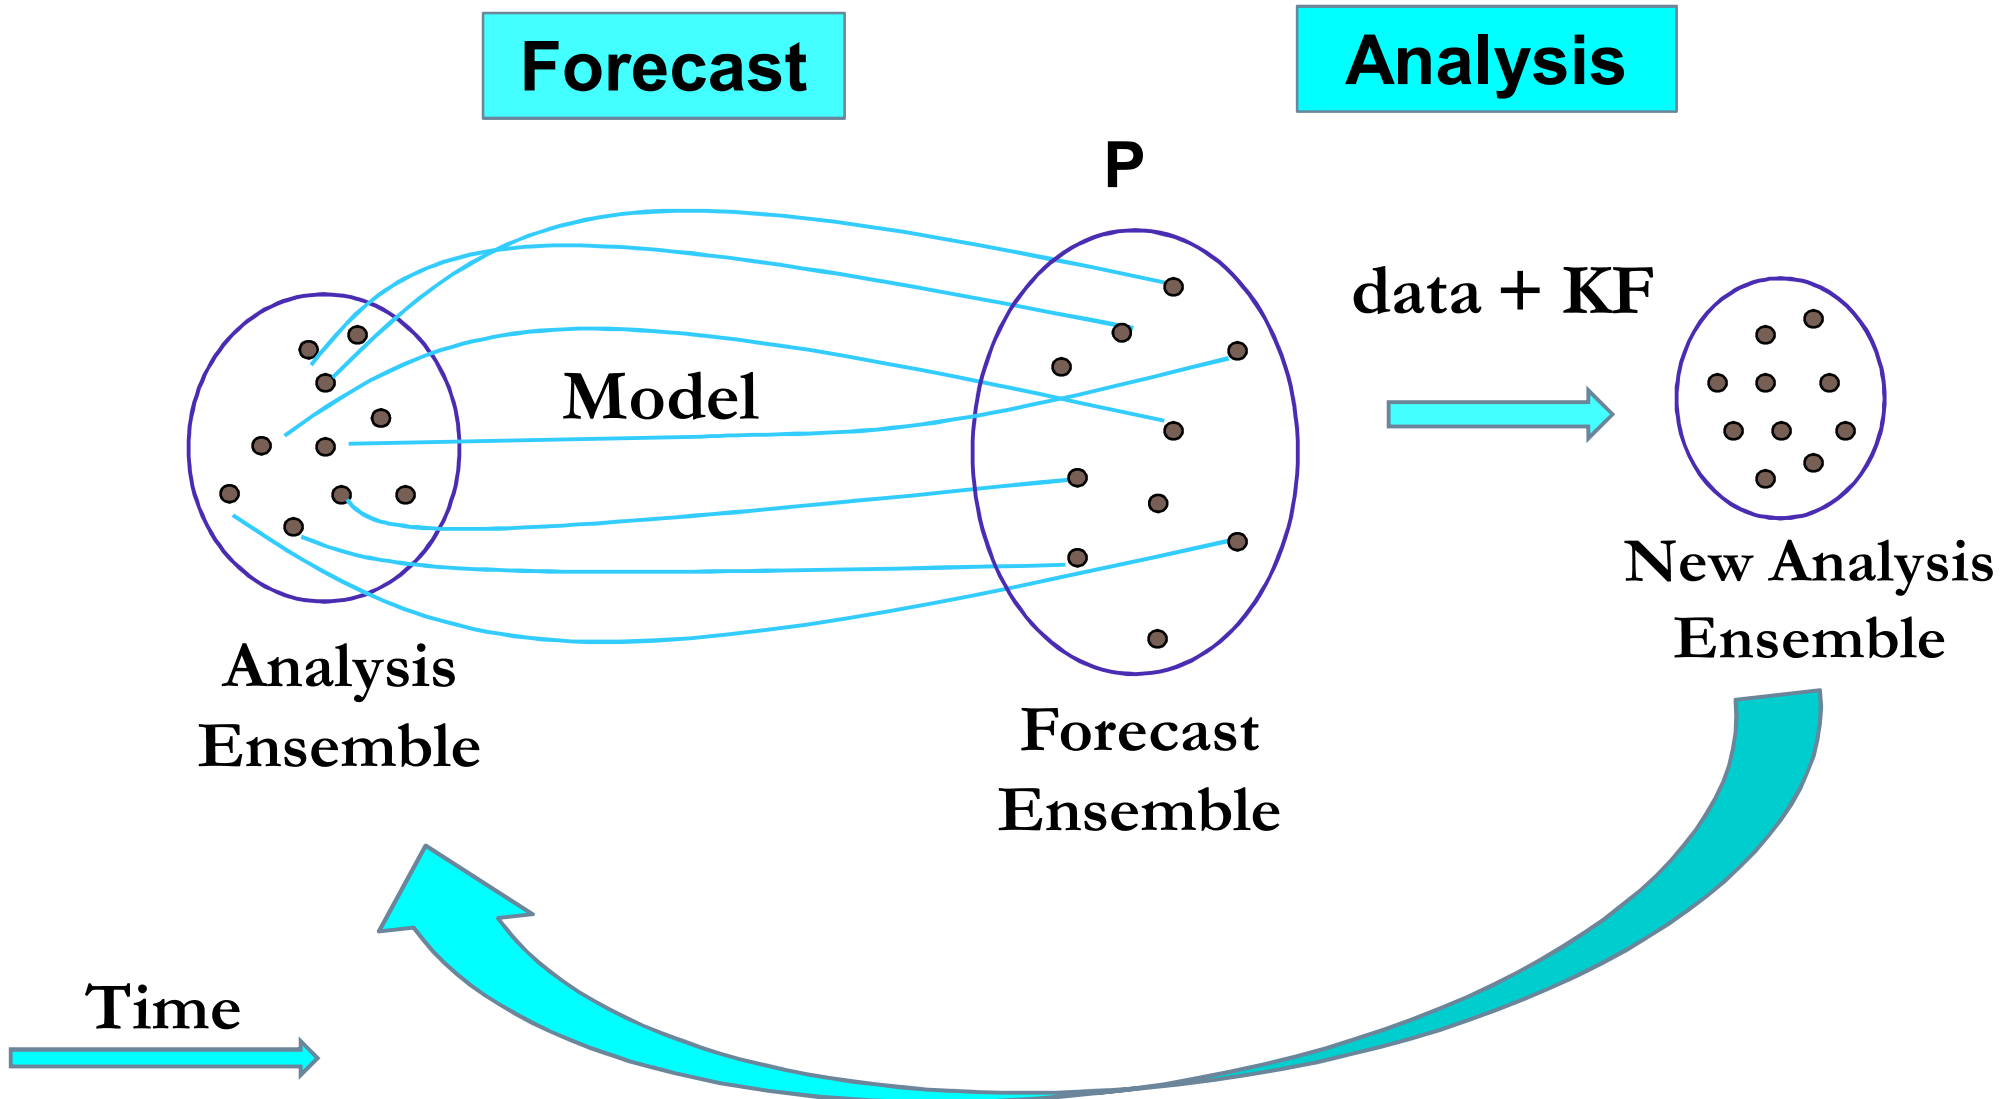 Forecast
Analysis
P
data + KF
Model
New Analysis
Ensemble
Analysis
Ensemble
Forecast
Ensemble
Time